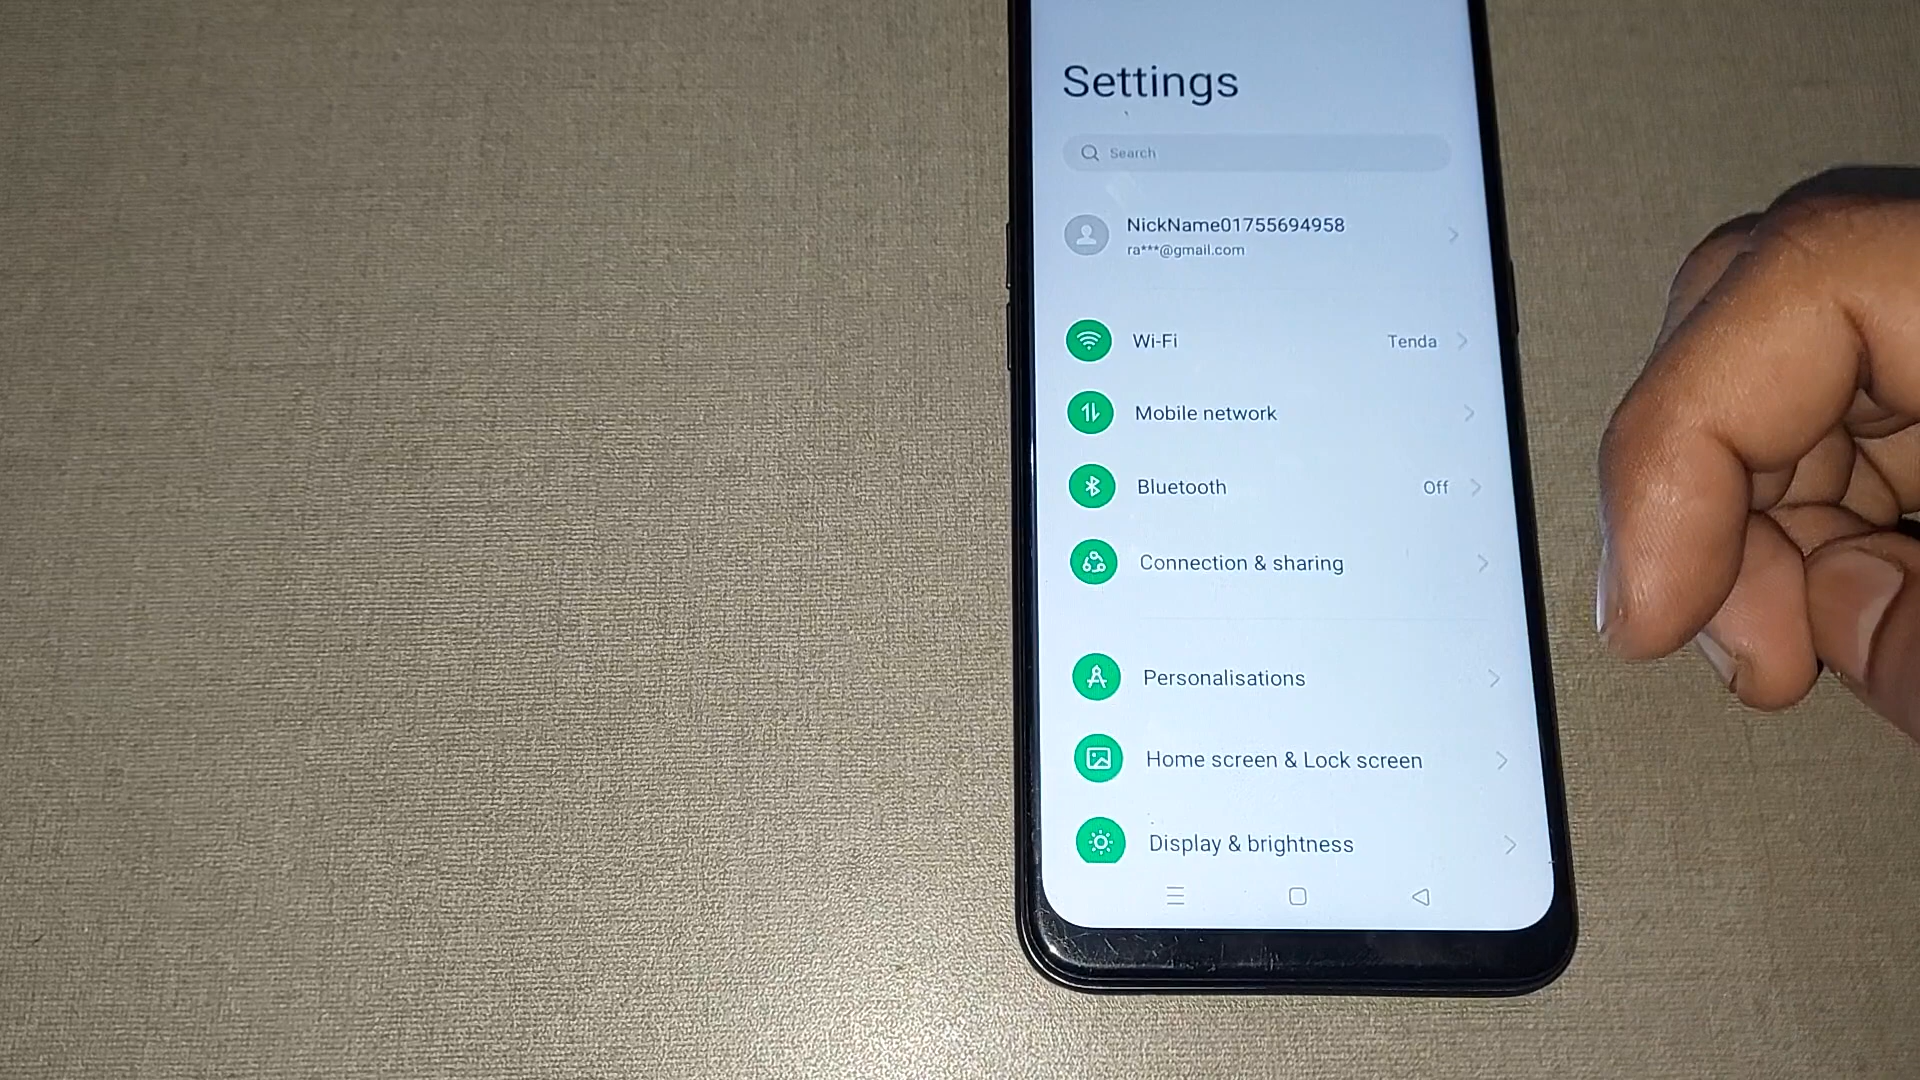 Settings
Search
NickName01755694958
ra***@gmail.com
Wi-Fi Tenda
Mobile network
Bluetooth Off
Connection & sharing
Personalisations
Home screen & Lock screen
Display & brightness